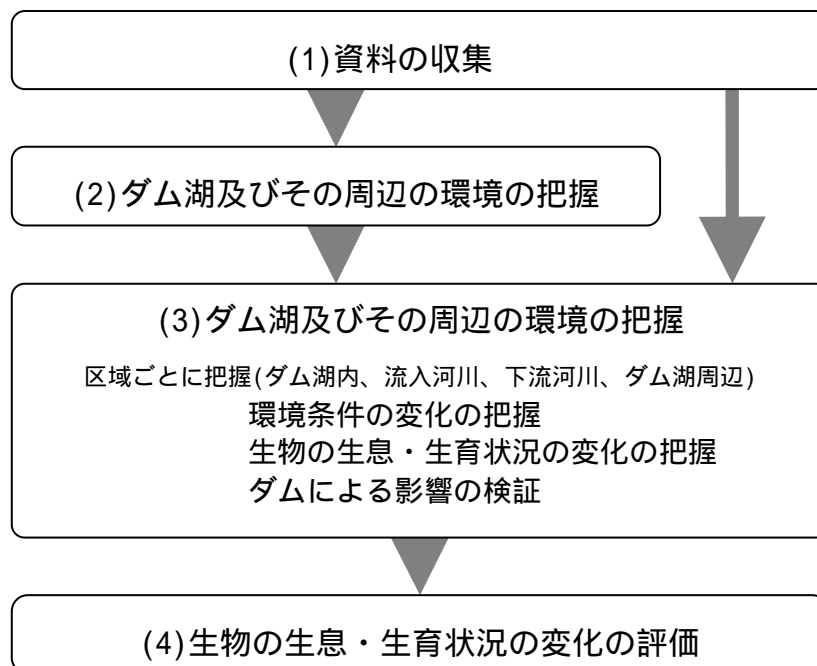 (1)資料の収集
(2)ダム湖及びその周辺の環境の把握
(3)ダム湖及びその周辺の環境の把握
区域ごとに把握(ダム湖内、流入河川、下流河川、ダム湖周辺)
環境条件の変化の把握
生物の生息・生育状況の変化の把握
ダムによる影響の検証
(4)生物の生息・生育状況の変化の評価